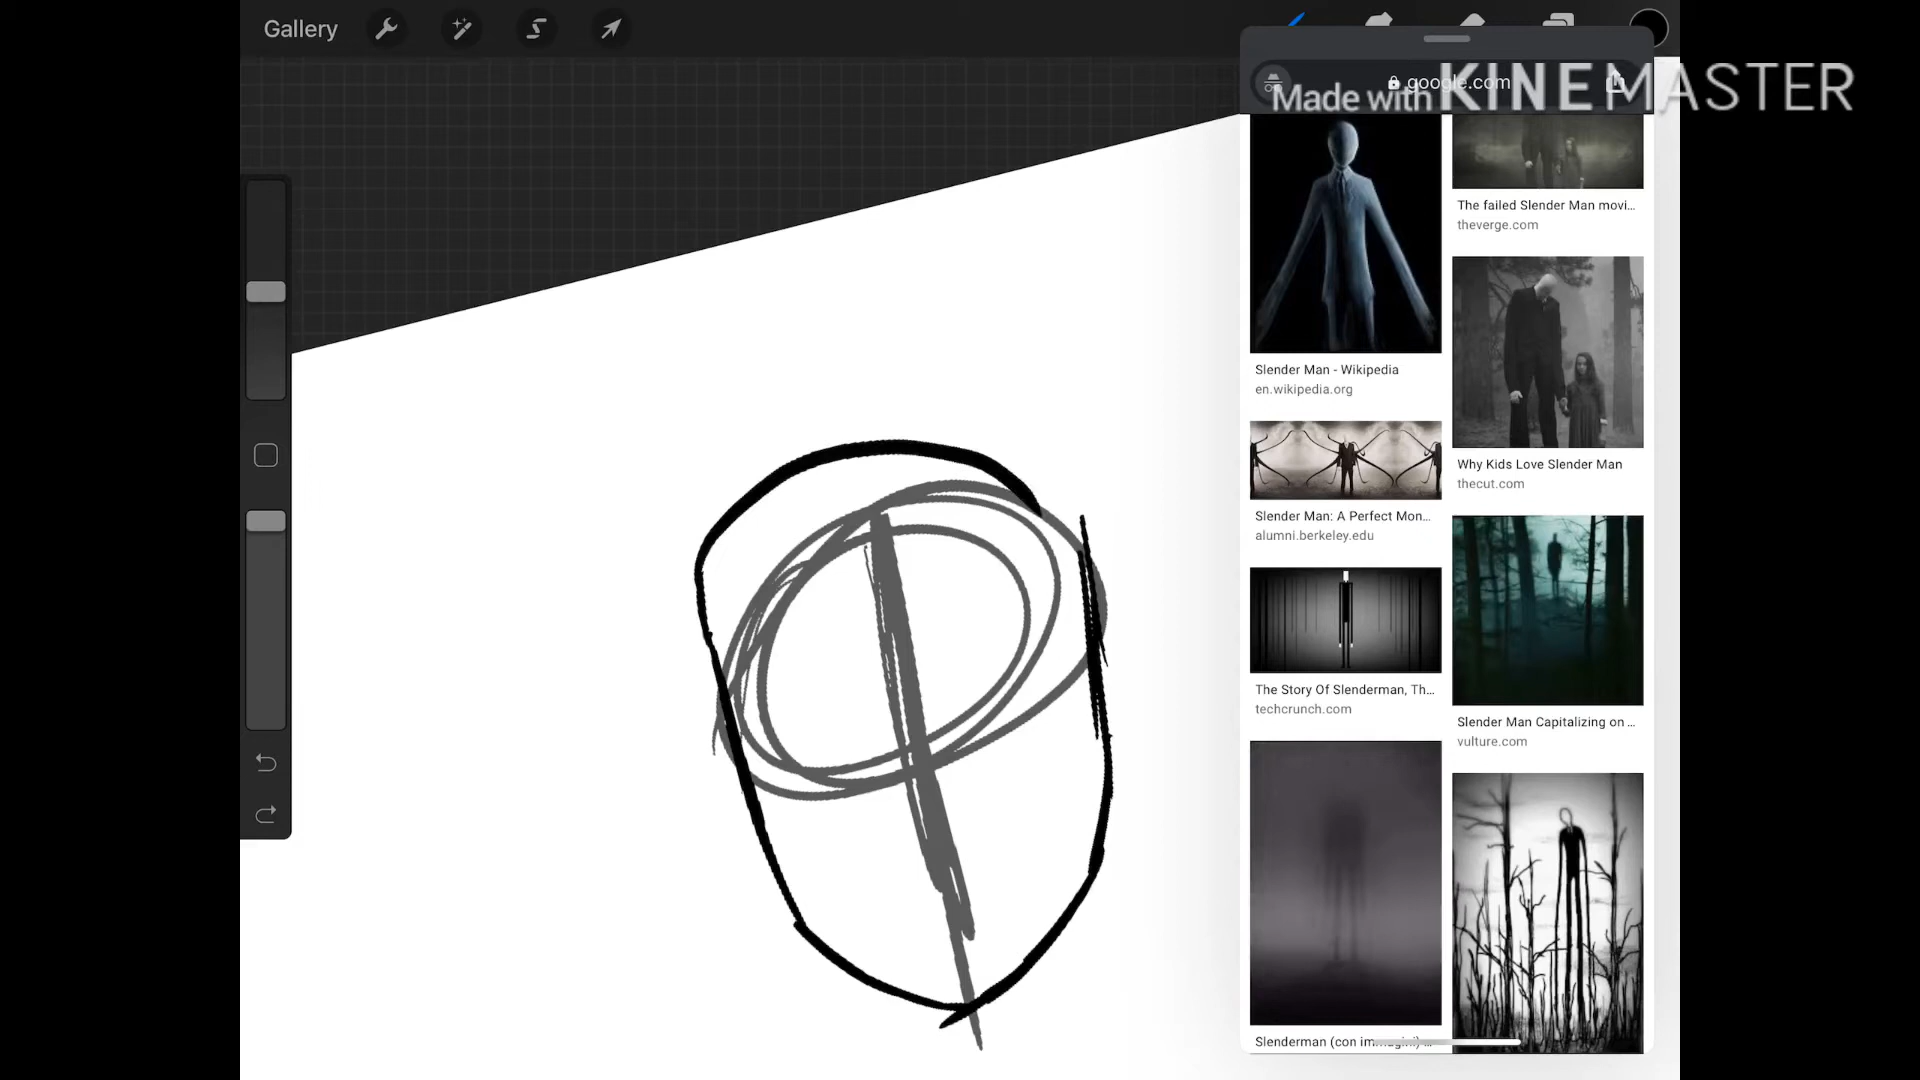 Gallery
google.com
Made with KINEMASTER
The failed Slender Man movi...
theverge.com
Slender Man - Wikipedia
en.wikipedia.org
Why Kids Love Slender Man
thecut.com
Slender Man: A Perfect Mon...
alumni.berkeley.edu
The Story Of Slenderman, Th...
techcrunch.com
Slender Man Capitalizing on ...
vulture.com
Slenderman (con immagini) ...